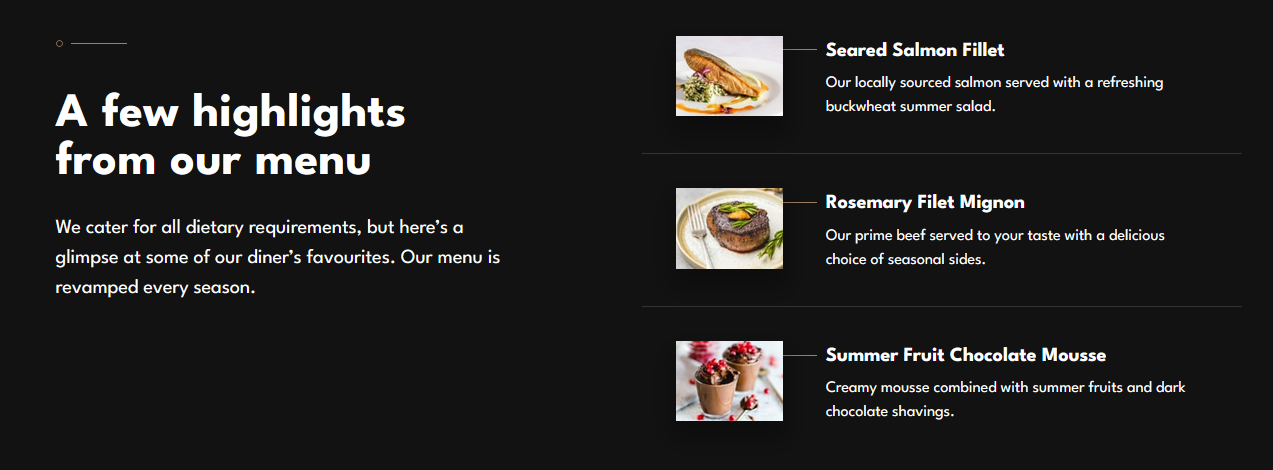 A few highlights
from our menu
We cater for all dietary requirements, but here’s a
glimpse at some of our diner’s favourites. Our menu is
revamped every season.
Seared Salmon Fillet
Our locally sourced salmon served with a refreshing
buckwheat summer salad.
Rosemary Filet Mignon
Our prime beef served to your taste with a delicious
choice of seasonal sides.
Summer Fruit Chocolate Mousse
Creamy mousse combined with summer fruits and dark
chocolate shavings.